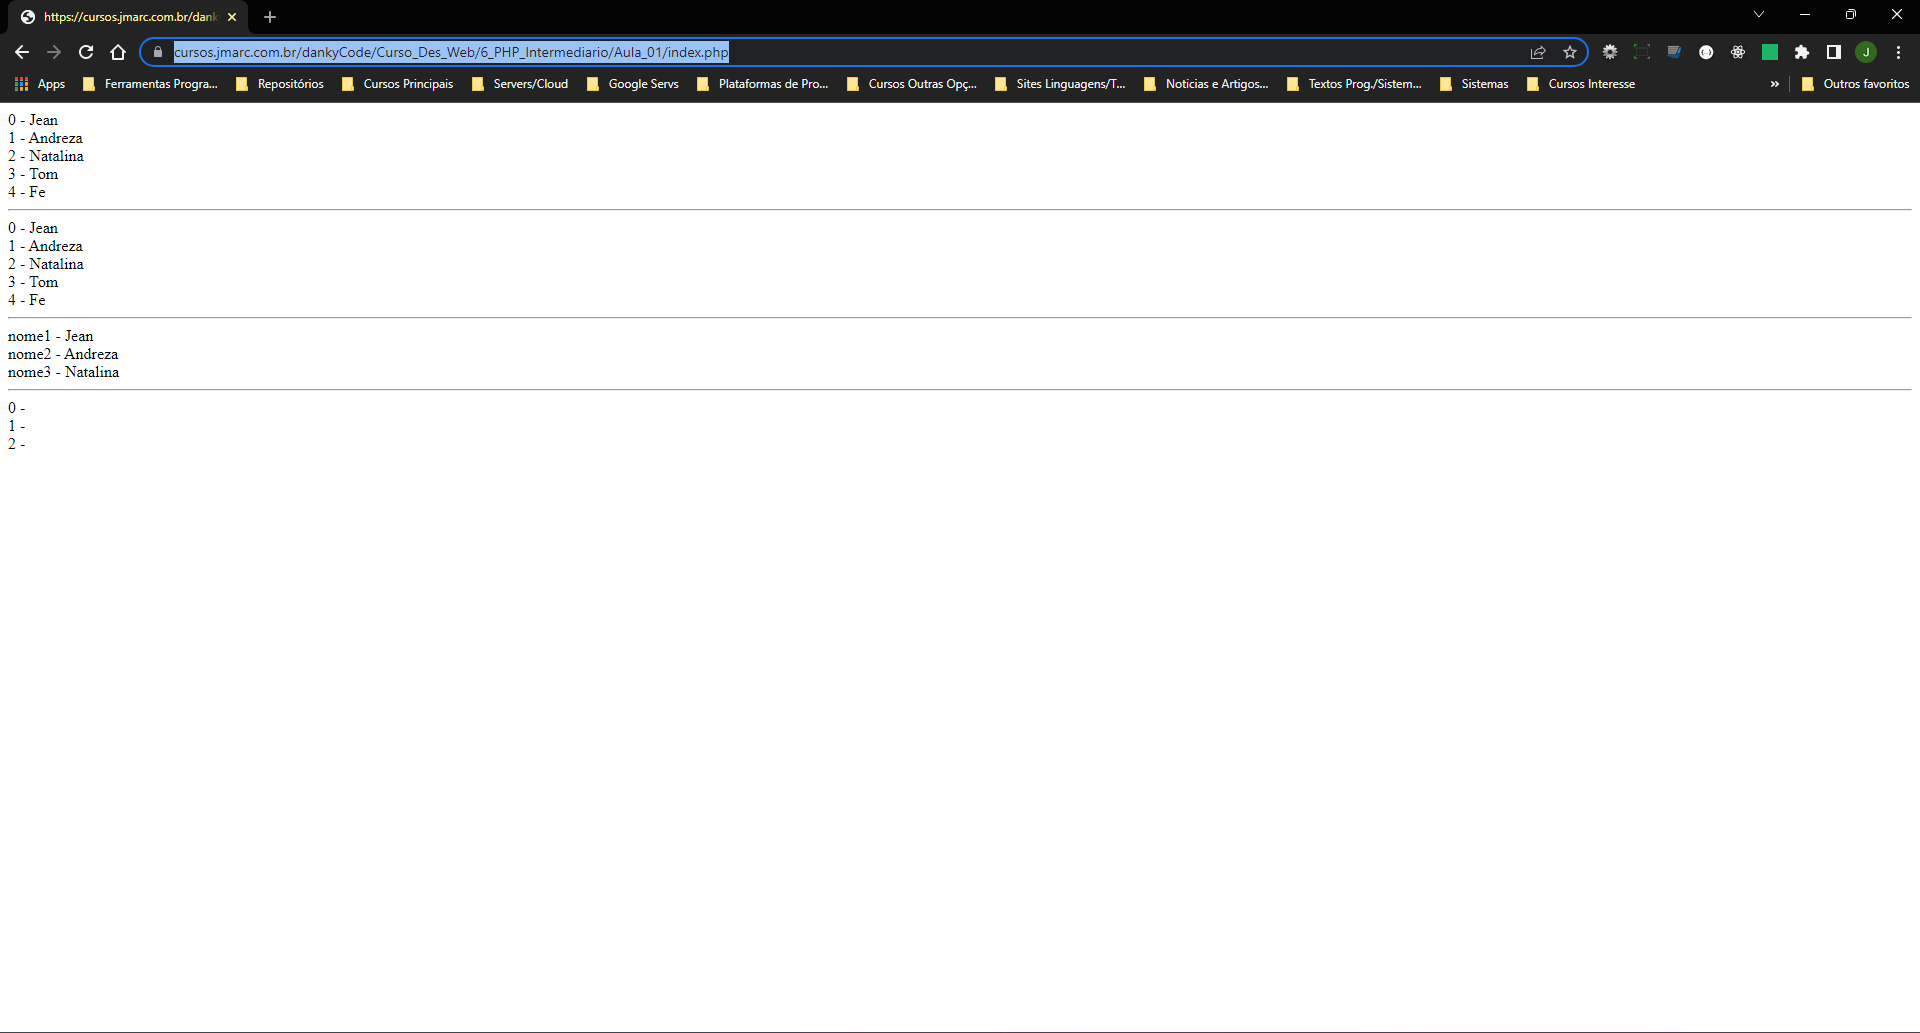 https://cursos.jmarc.com.br/dank
cursos.jmarc.com.br/dankyCode/Curso_Des_Web/6_PHP_Intermediario/Aula_01/index.php
J
Apps Ferramentas Progra... Repositórios Cursos Principais Servers/Cloud Google Servs Plataformas de Pro... Cursos Outras Opç... Sites Linguagens/T... Noticias e Artigos... Textos Prog./Sistem... Sistemas Cursos Interesse » Outros favoritos
0 - Jean
1 - Andreza
2 - Natalina
3 - Tom
4 - Fe
0 - Jean
1 - Andreza
2 - Natalina
3 - Tom
4 - Fe
nome1 - Jean
nome2 - Andreza
nome3 - Natalina
0 -
1 -
2 -